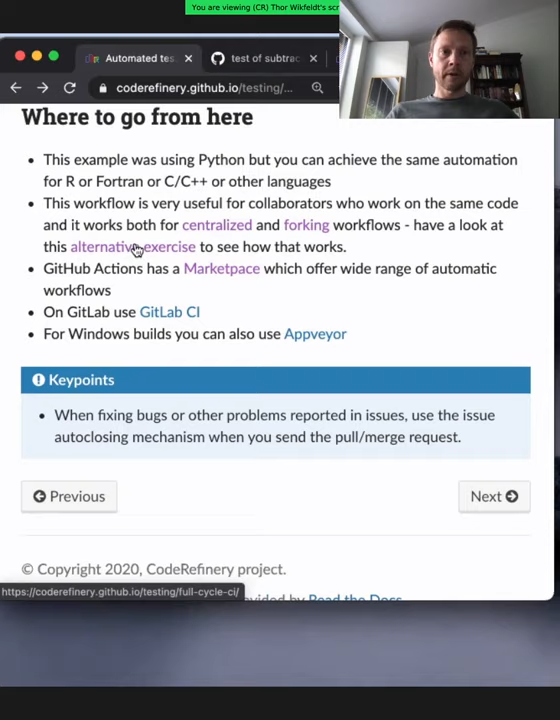 You are viewing (CR) Thor Wikfeldt's scr
Automated tes
test of subtrac
coderefinery.github.io/testing/...
Where to go from here
This example was using Python but you can achieve the same automation
for R or Fortran or C/C++ or other languages
This workflow is very useful for collaborators who work on the same code
and it works both for centralized and forking workflows - have a look at
this alternative exercise to see how that works.
GitHub Actions has a Marketpace which offer wide range of automatic
workflows
On GitLab use GitLab CI
For Windows builds you can also use Appveyor
Keypoints
When fixing bugs or other problems reported in issues, use the issue
autoclosing mechanism when you send the pull/merge request.
Previous
Next
© Copyright 2020, CodeRefinery project.
https://coderefinery.github.io/testing/full-cycle-ci/
vided by Read the Docs